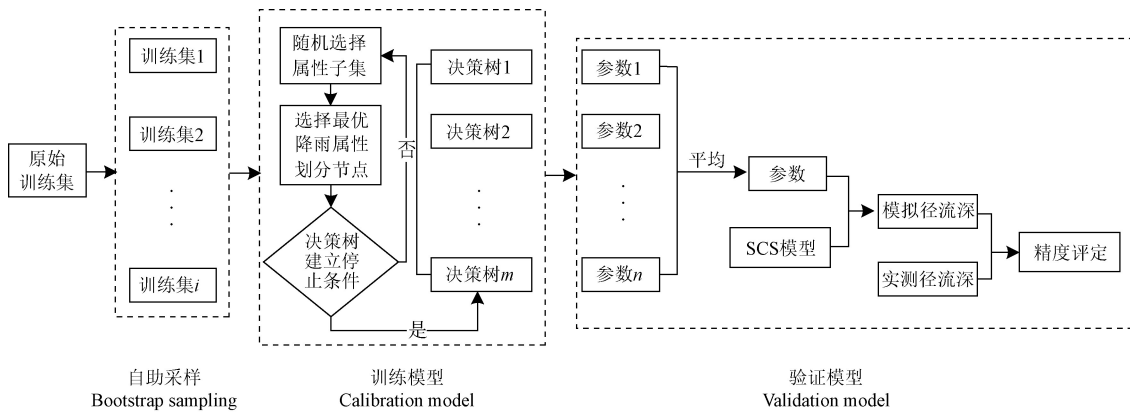 原始
训练集
训练集1
训练集2
训练集i
随机选择
属性子集
选择最优
降雨属性
划分节点
决策树
建立停
止条件
否
是
决策树1
决策树2
决策树m
参数1
参数2
参数n
平均
参数
SCS模型
模拟径流深
实测径流深
精度评定
自助采样
Bootstrap sampling
训练模型
Calibration model
验证模型
Validation model